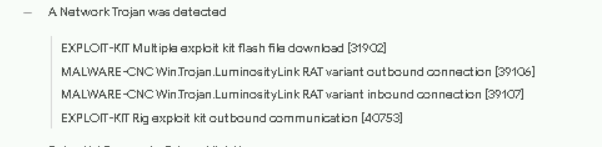 – A Network Trojan was detected
EXPLOIT-KIT Multiple exploit kit flash file download [31902]
MALWARE-CNC Win.Trojan.LuminosityLink RAT variant outbound connection [39106]
MALWARE-CNC Win.Trojan.LuminosityLink RAT variant inbound connection [39107]
EXPLOIT-KIT Rig exploit kit outbound communication [40753]